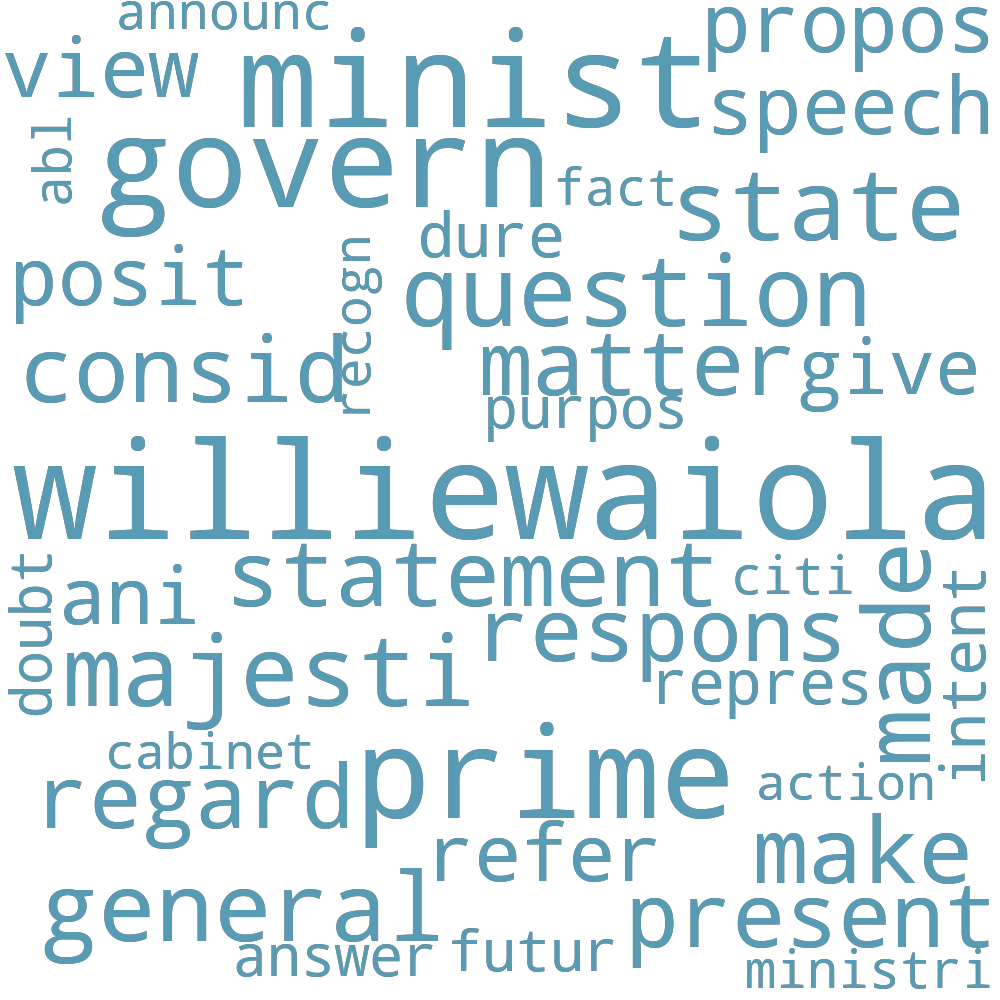 announc
propos
view
minist
speech
abl
govern
fact
state
dure
posit
recogn
question
consid
matter
give
purpos
williewaiola
doubt
ani
statement
citi
made
intent
respons
majesti
repres
cabinet
prime
regard
action
refer
make
general
present
answer
futur
ministri